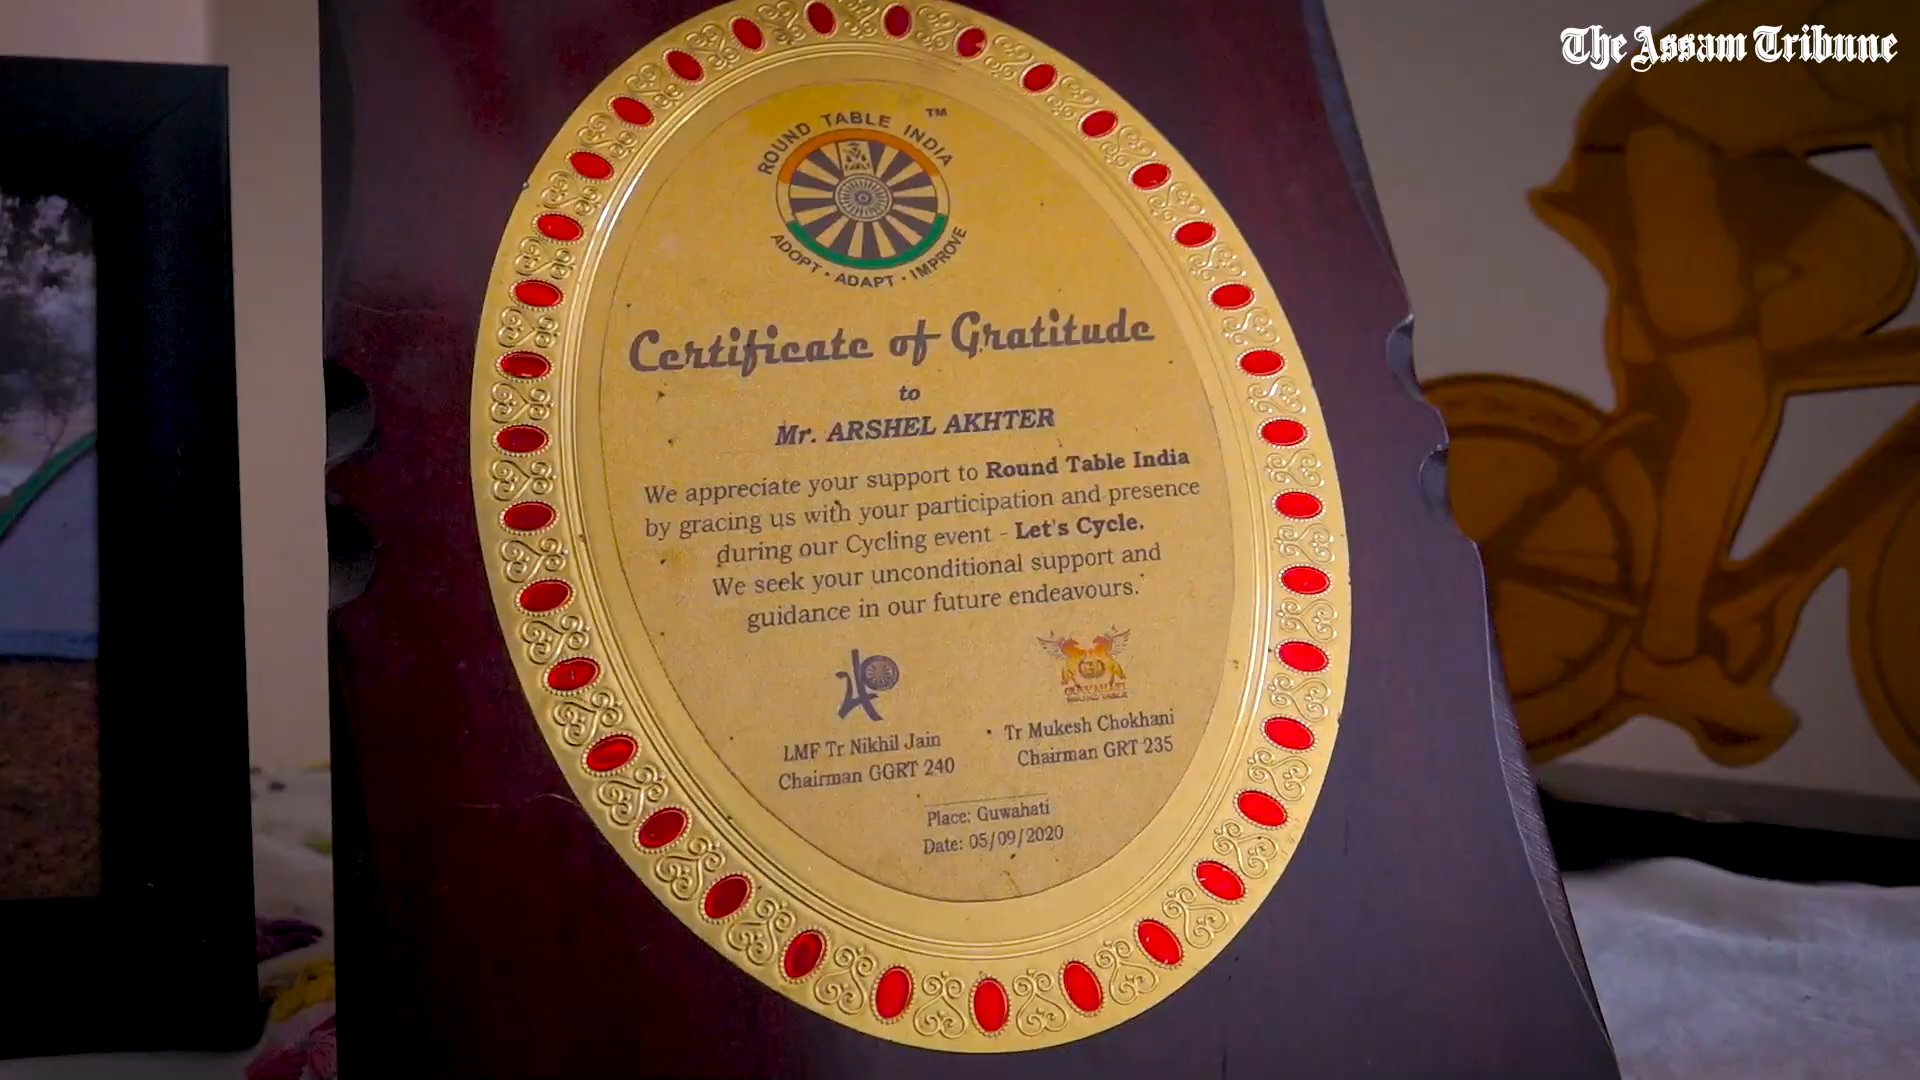 The Assam Tribune
ROUND TABLE INDIA ™
ADOPT · ADAPT · IMPROVE
Certificate of Gratitude
to
Mr. ARSHEL AKHTER
We appreciate your support to Round Table India
by gracing us with your participation and presence
during our Cycling event - Let's Cycle.
We seek your unconditional support and
guidance in our future endeavours.
GUWAHATI
ROUND TABLE
LMF Tr Nikhil Jain
Chairman GGRT 240
Tr Mukesh Chokhani
Chairman GRT 235
Place: Guwahati
Date: 05/09/2020